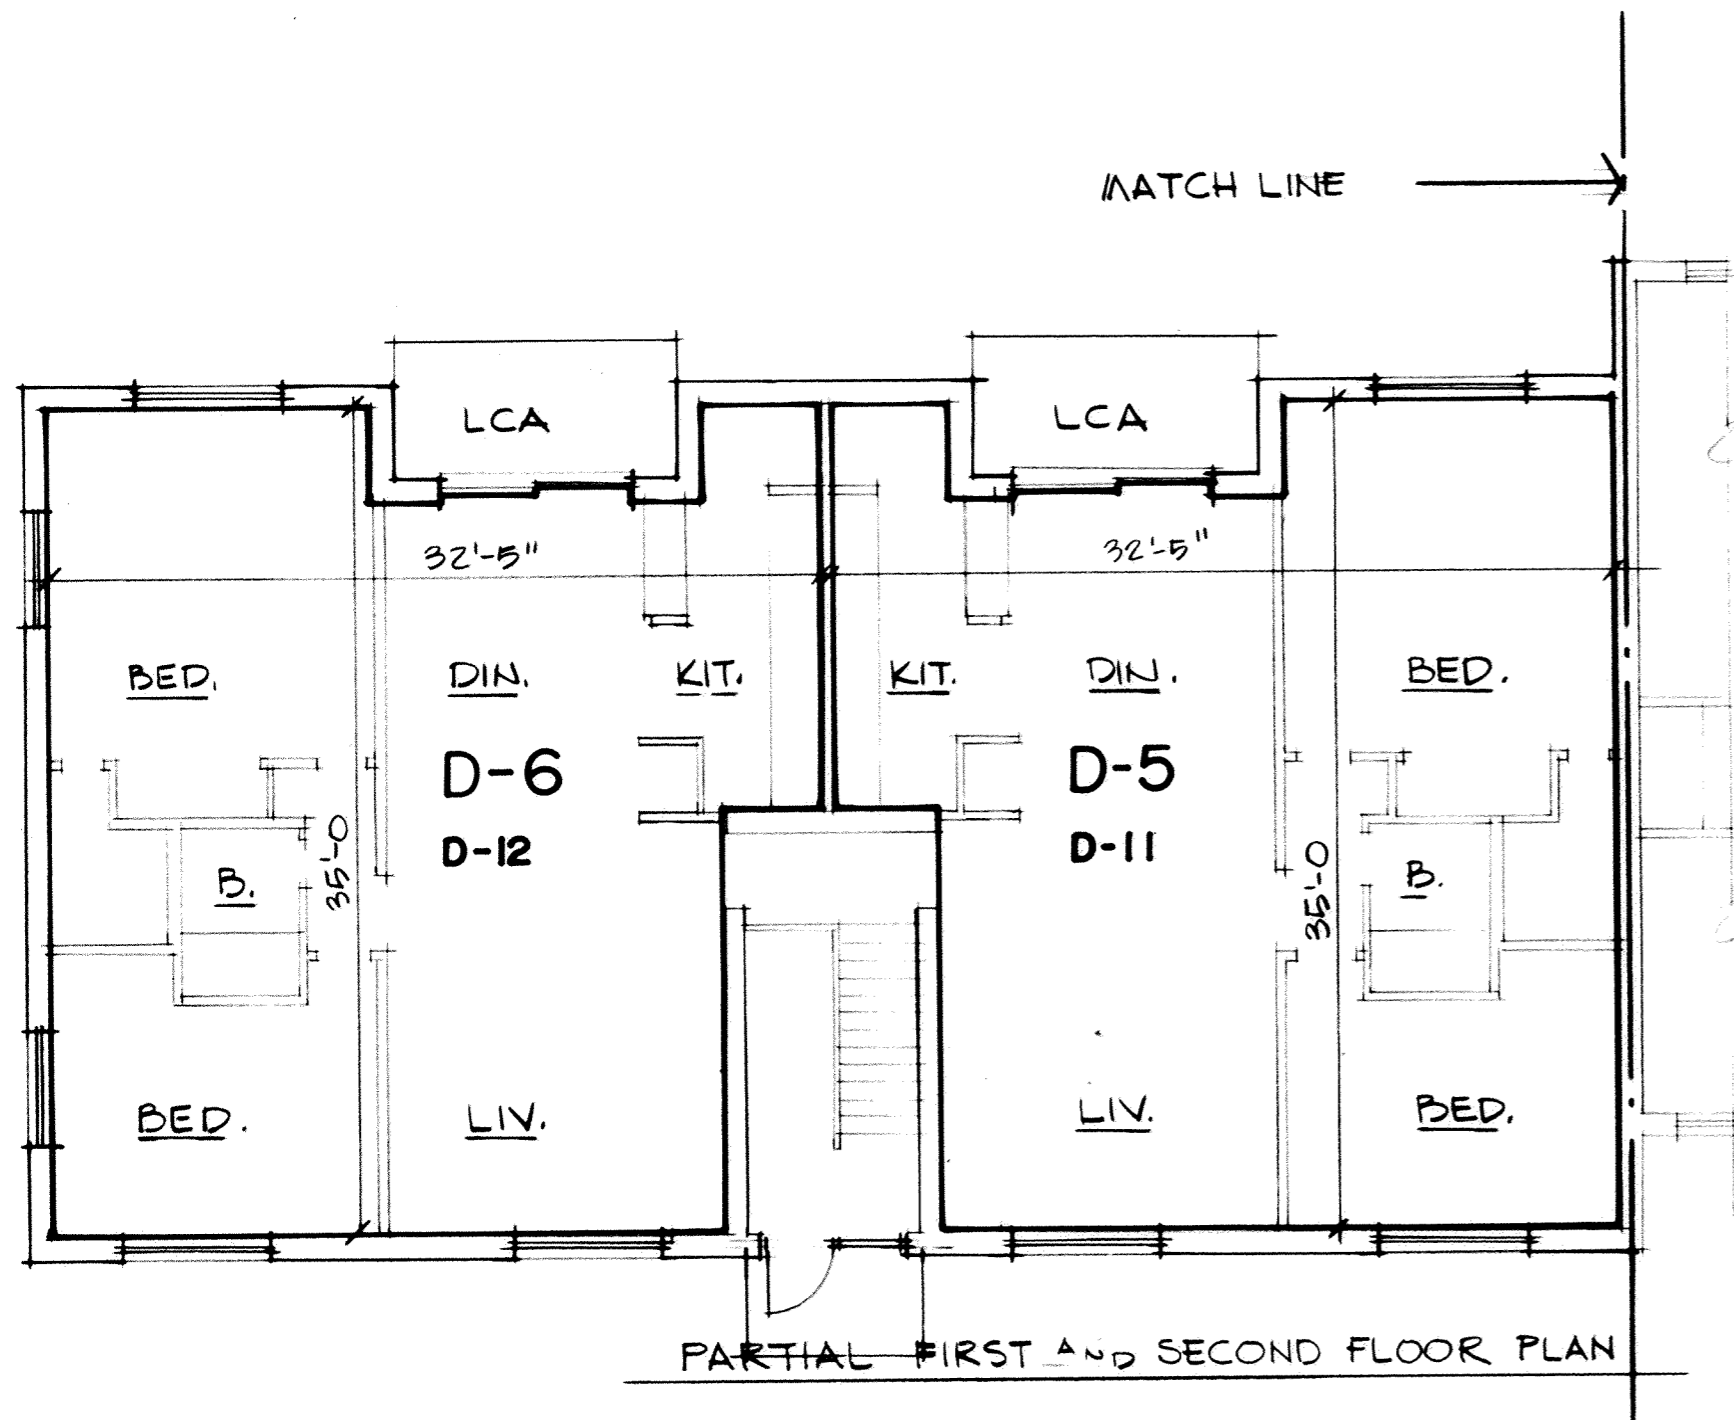 MATCH LINE
LCA
LCA
32'-5"
32'-5"
BED.
DIN.
KIT.
KIT.
DIN.
BED.
D-6
D-5
D-12
D-11
B.
35'-0
35'-0
B.
BED.
LIV.
LIV.
BED.
PARTIAL FIRST AND SECOND FLOOR PLAN